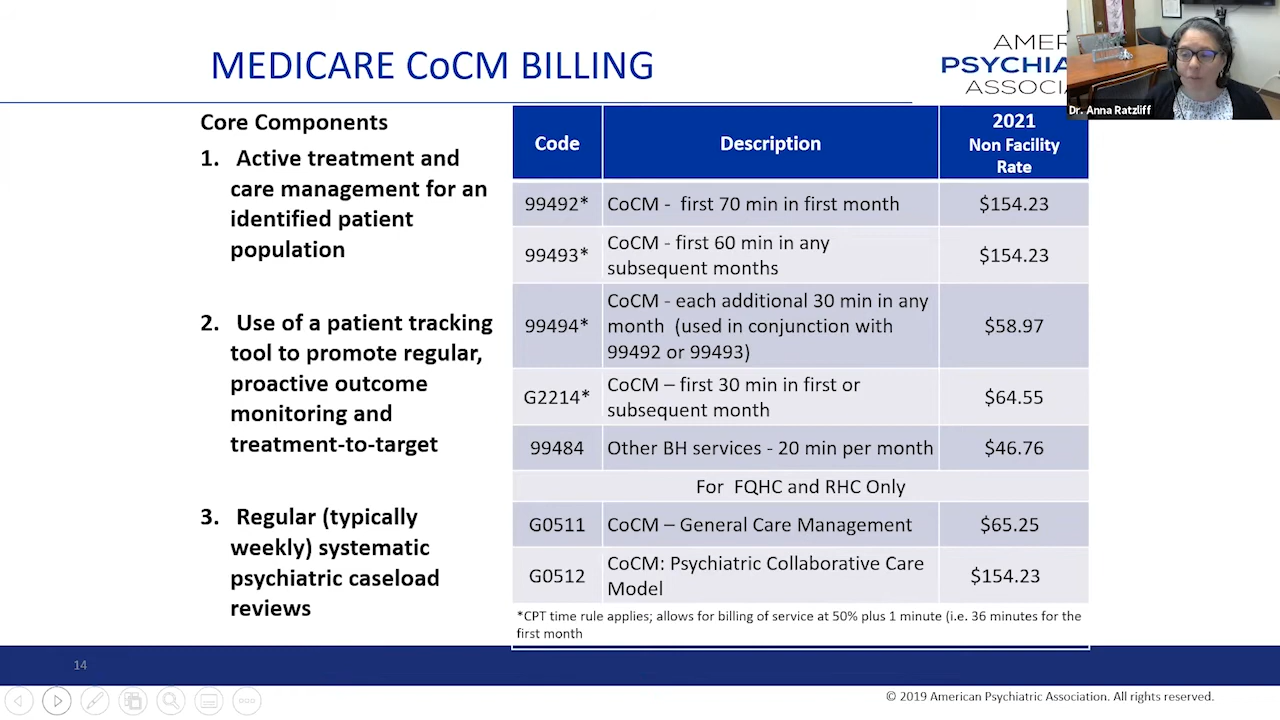 MEDICARE CoCM BILLING
AMER
PSYCHIA
ASSOCIA
Dr. Anna Ratzliff
Core Components
1. Active treatment and
care management for an
identified patient
population
2. Use of a patient tracking
tool to promote regular,
proactive outcome
monitoring and
treatment-to-target
3. Regular (typically
weekly) systematic
psychiatric caseload
reviews
Code Description 2021
Non Facility
Rate
99492* CoCM - first 70 min in first month $154.23
99493* CoCM - first 60 min in any
subsequent months $154.23
99494* CoCM - each additional 30 min in any
month (used in conjunction with
99492 or 99493) $58.97
G2214* CoCM – first 30 min in first or
subsequent month $64.55
99484 Other BH services - 20 min per month $46.76
For FQHC and RHC Only
G0511 CoCM – General Care Management $65.25
G0512 CoCM: Psychiatric Collaborative Care
Model $154.23
*CPT time rule applies; allows for billing of service at 50% plus 1 minute (i.e. 36 minutes for the
first month
14
© 2019 American Psychiatric Association. All rights reserved.